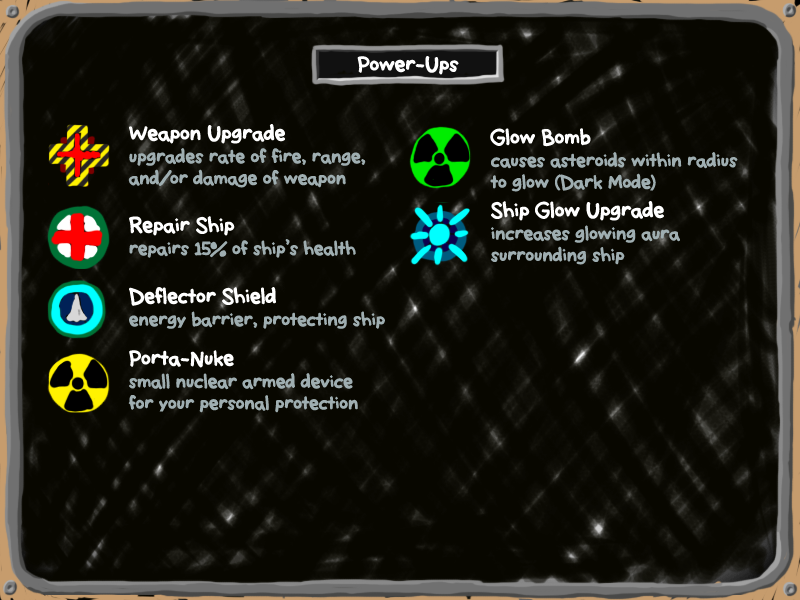 Power-Ups
Weapon Upgrade
upgrades rate of fire, range,
and/or damage of weapon
Repair Ship
repairs 15% of ship's health
Deflector Shield
energy barrier, protecting ship
Porta-Nuke
small nuclear armed device
for your personal protection
Glow Bomb
causes asteroids within radius
to glow (Dark Mode)
Ship Glow Upgrade
increases glowing aura
surrounding ship